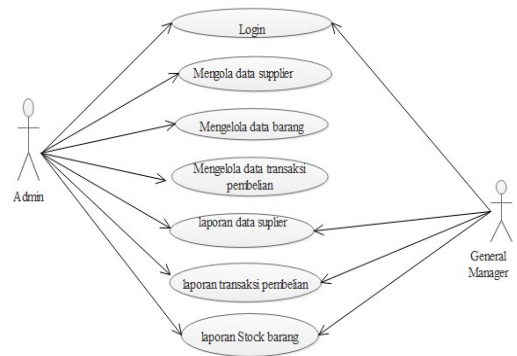 Login
Mengola data supplier
Mengelola data barang
Mengelola data transaksi
pembelian
Admin
laporan data suplier
General
Manager
laporan transaksi pembelian
laporan Stock barang